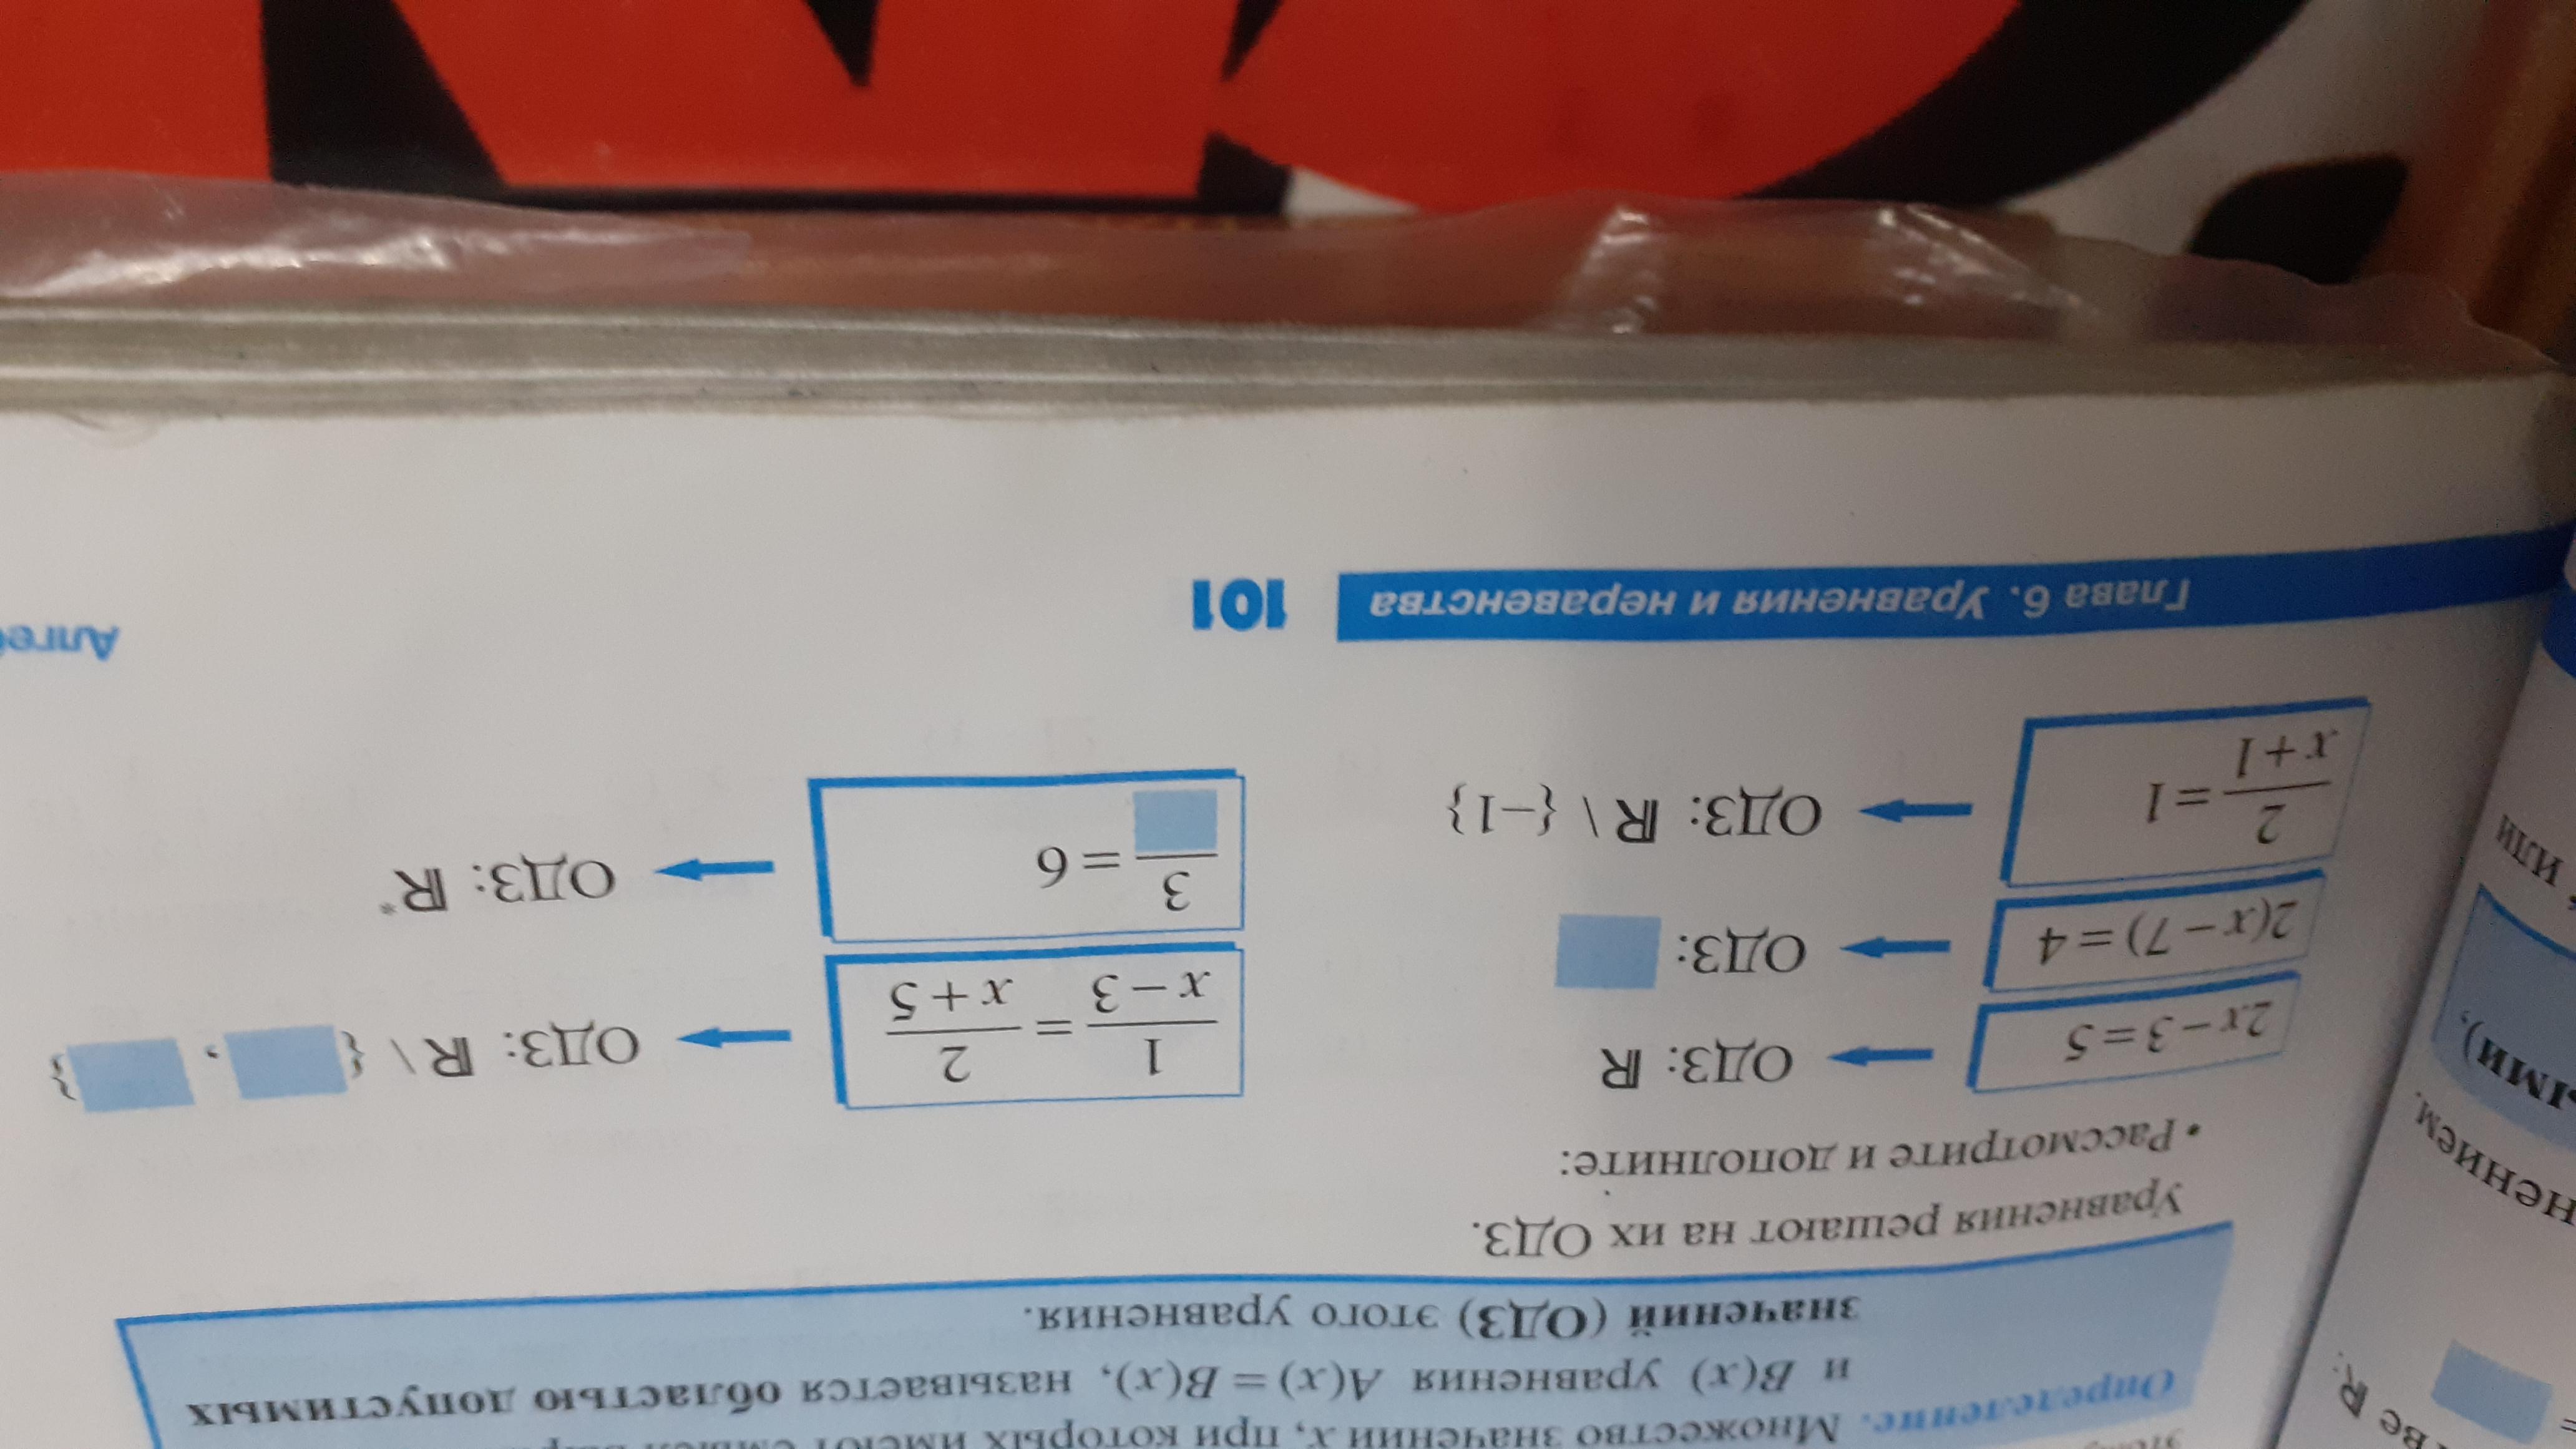 Определение. Множество значений x, при которых имеют
и B(x) уравнения A(x) = B(x), называется областью допустимых
значений (ОДЗ) этого уравнения.
Уравнения решают на их ОДЗ.
• Рассмотрите и дополните:
2x − 3 = 5 → ОДЗ: ℝ
2(x − 7) = 4 → ОДЗ:
2/(x + 1) = 1 → ОДЗ: ℝ \ {−1}
1/(x − 3) = 2/(x + 5) → ОДЗ: ℝ \ { , }
3/ = 6 → ОДЗ: ℝ*
Глава 6. Уравнения и неравенства 101